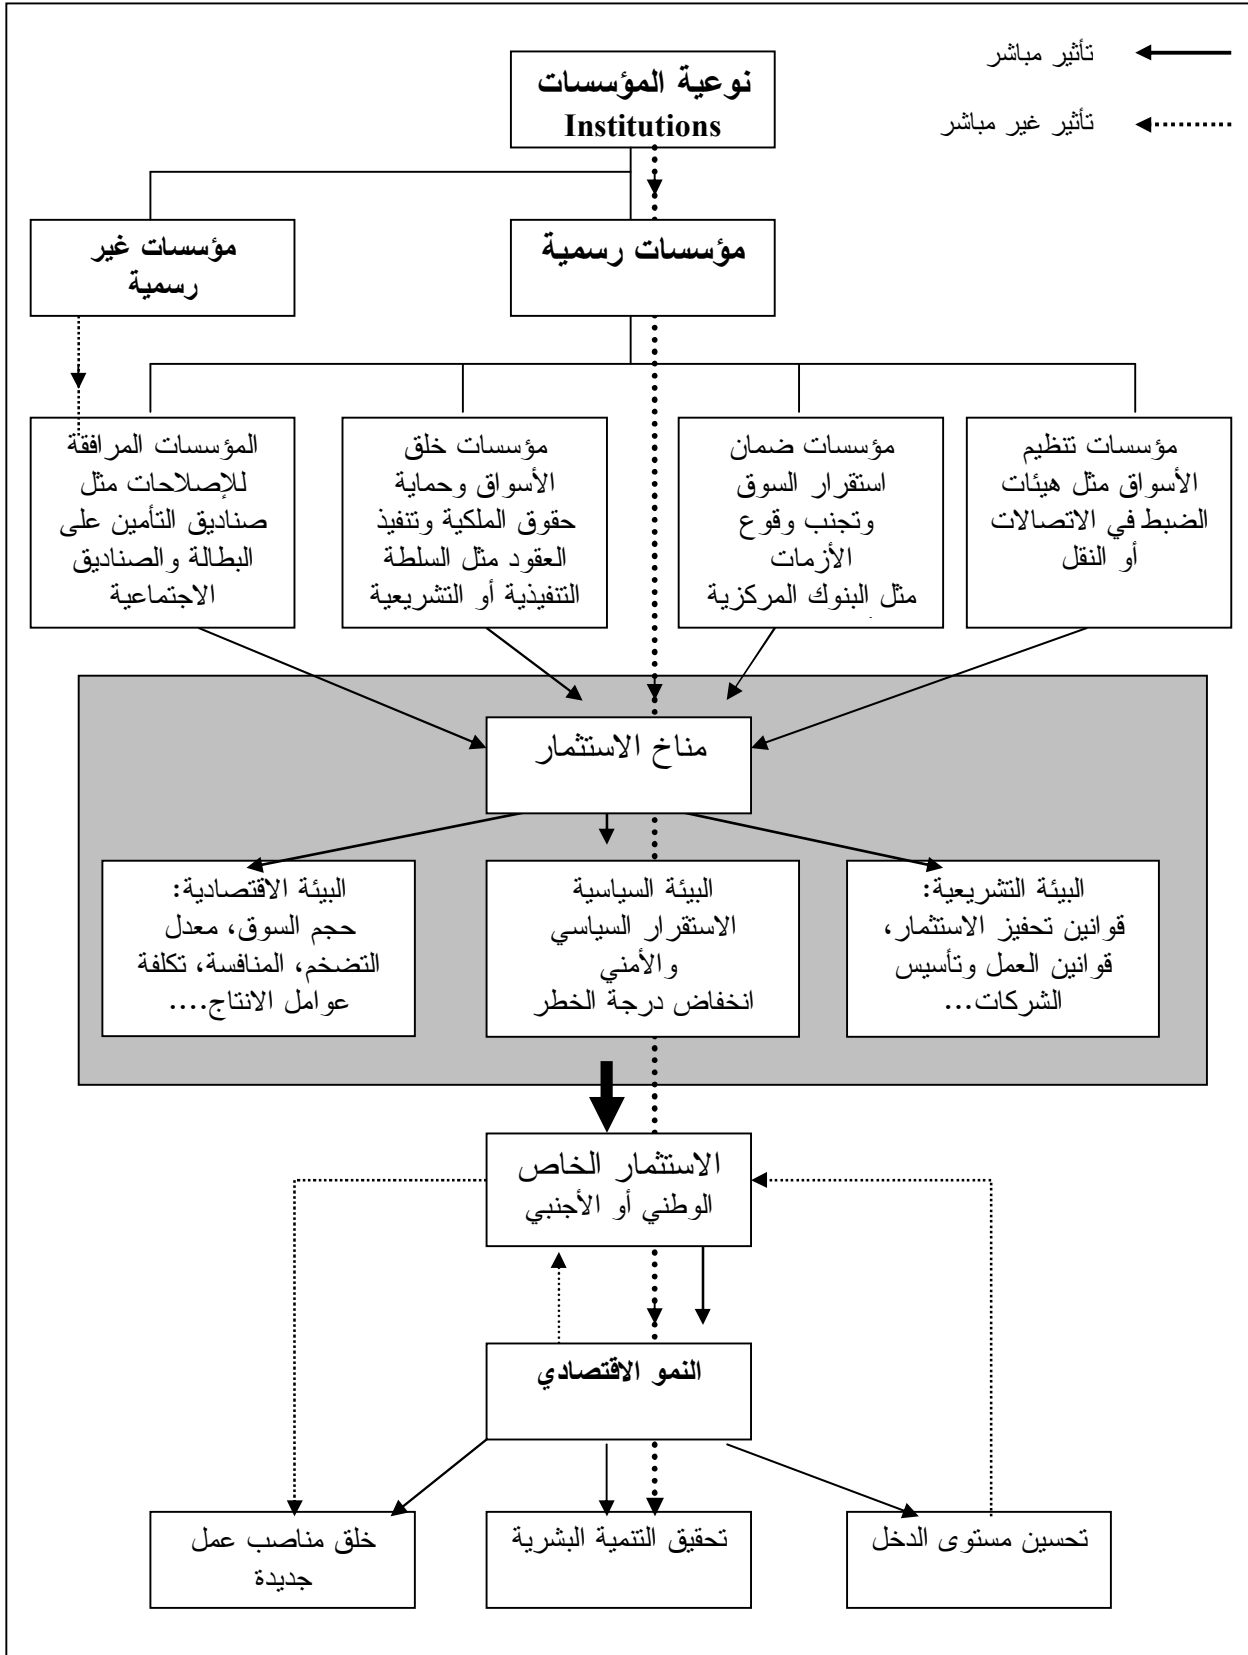 تأثير مباشر
تأثير غير مباشر
نوعية المؤسسات
Institutions
مؤسسات رسمية
مؤسسات غير
رسمية
مؤسسات تنظيم
الأسواق مثل هيئات
الضبط في الاتصالات
أو النقل
مؤسسات ضمان
استقرار السوق
وتجنب وقوع
الأزمات
مثل البنوك المركزية
مؤسسات خلق
الأسواق وحماية
حقوق الملكية وتنفيذ
العقود مثل السلطة
التنفيذية أو التشريعية
المؤسسات المرافقة
للإصلاحات مثل
صناديق التأمين على
البطالة والصناديق
الاجتماعية
مناخ الاستثمار
البيئة التشريعية:
قوانين تحفيز الاستثمار،
قوانين العمل وتأسيس
الشركات...
البيئة السياسية
الاستقرار السياسي
والأمني
انخفاض درجة الخطر
البيئة الاقتصادية:
حجم السوق، معدل
التضخم، المنافسة، تكلفة
عوامل الانتاج....
الاستثمار الخاص
الوطني أو الأجنبي
النمو الاقتصادي
تحسين مستوى الدخل
تحقيق التنمية البشرية
خلق مناصب عمل
جديدة